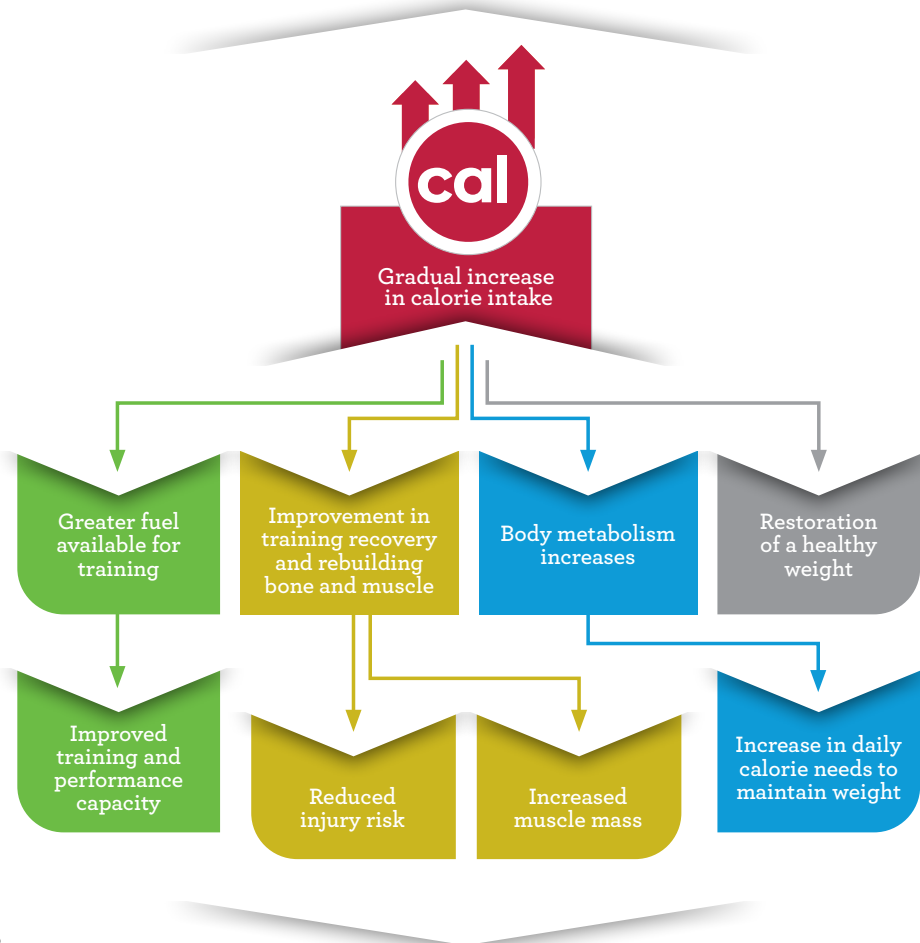 cal
Gradual increase
in calorie intake
Greater fuel
available for
training
Improvement in
training recovery
and rebuilding
bone and muscle
Body metabolism
increases
Restoration
of a healthy
weight
Improved
training and
performance
capacity
Reduced
injury risk
Increased
muscle mass
Increase in daily
calorie needs to
maintain weight